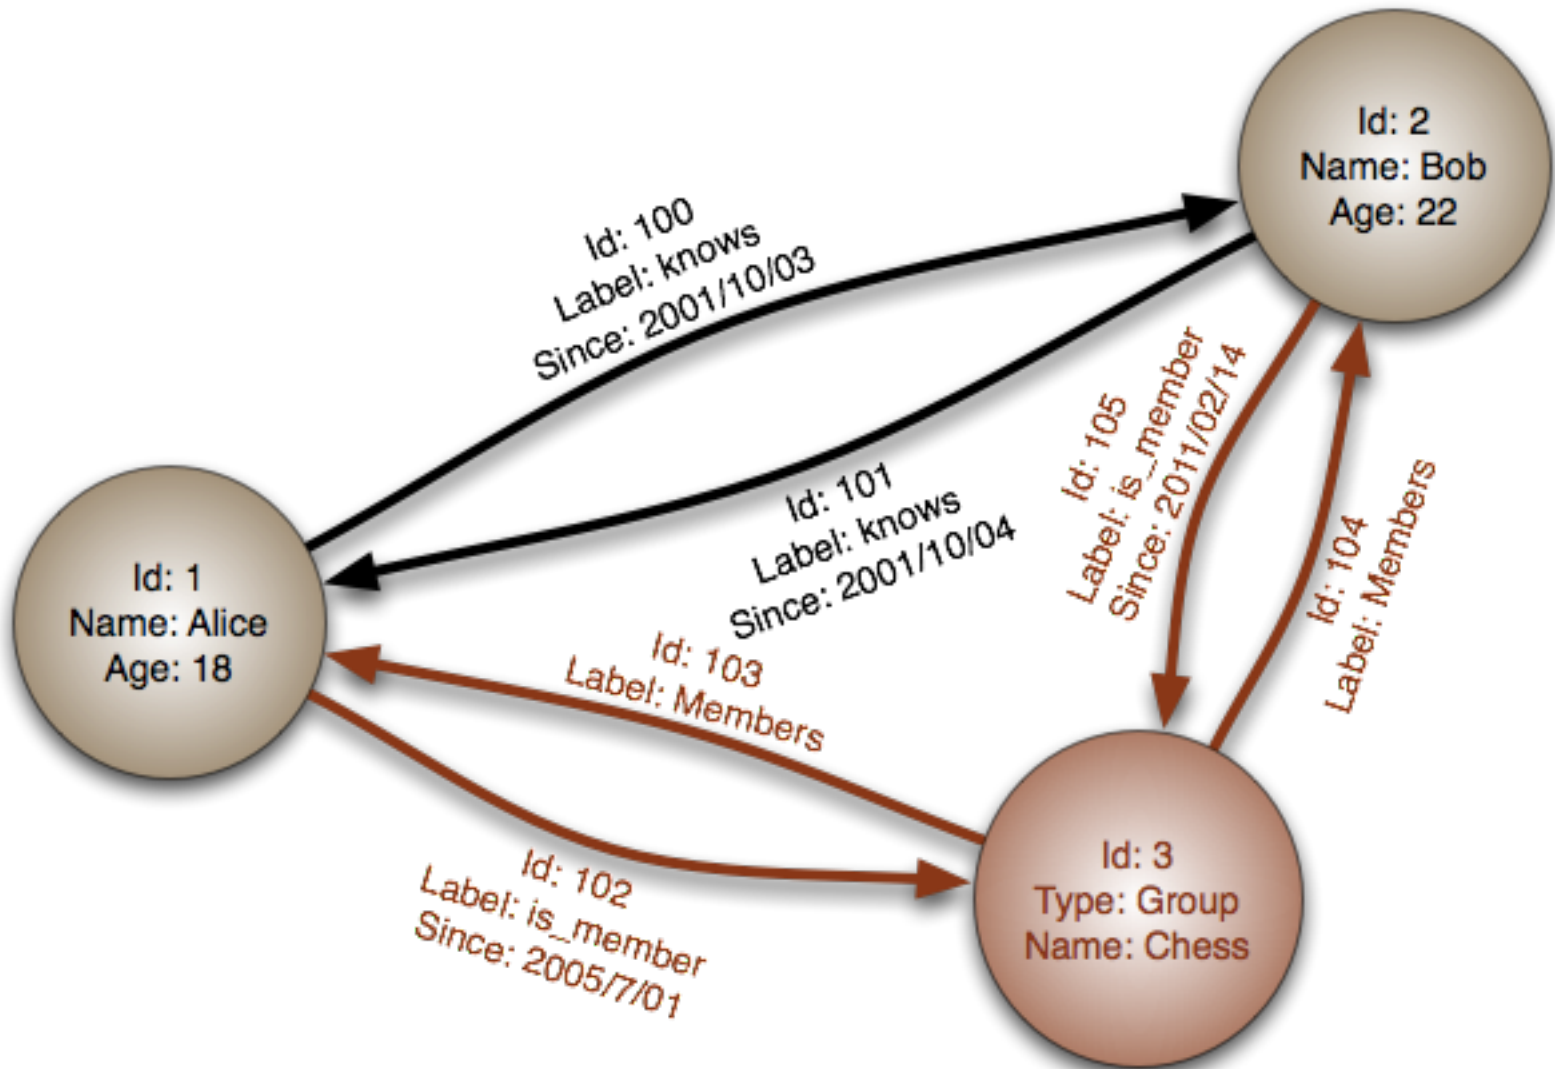 Id: 2
Name: Bob
Age: 22
Id: 100
Label: knows
Since: 2001/10/03
Id: 101
Label: knows
Since: 2001/10/04
Id: 105
Label: is_member
Since: 2011/02/14
Id: 104
Label: Members
Id: 1
Name: Alice
Age: 18
Id: 103
Label: Members
Id: 102
Label: is_member
Since: 2005/7/01
Id: 3
Type: Group
Name: Chess